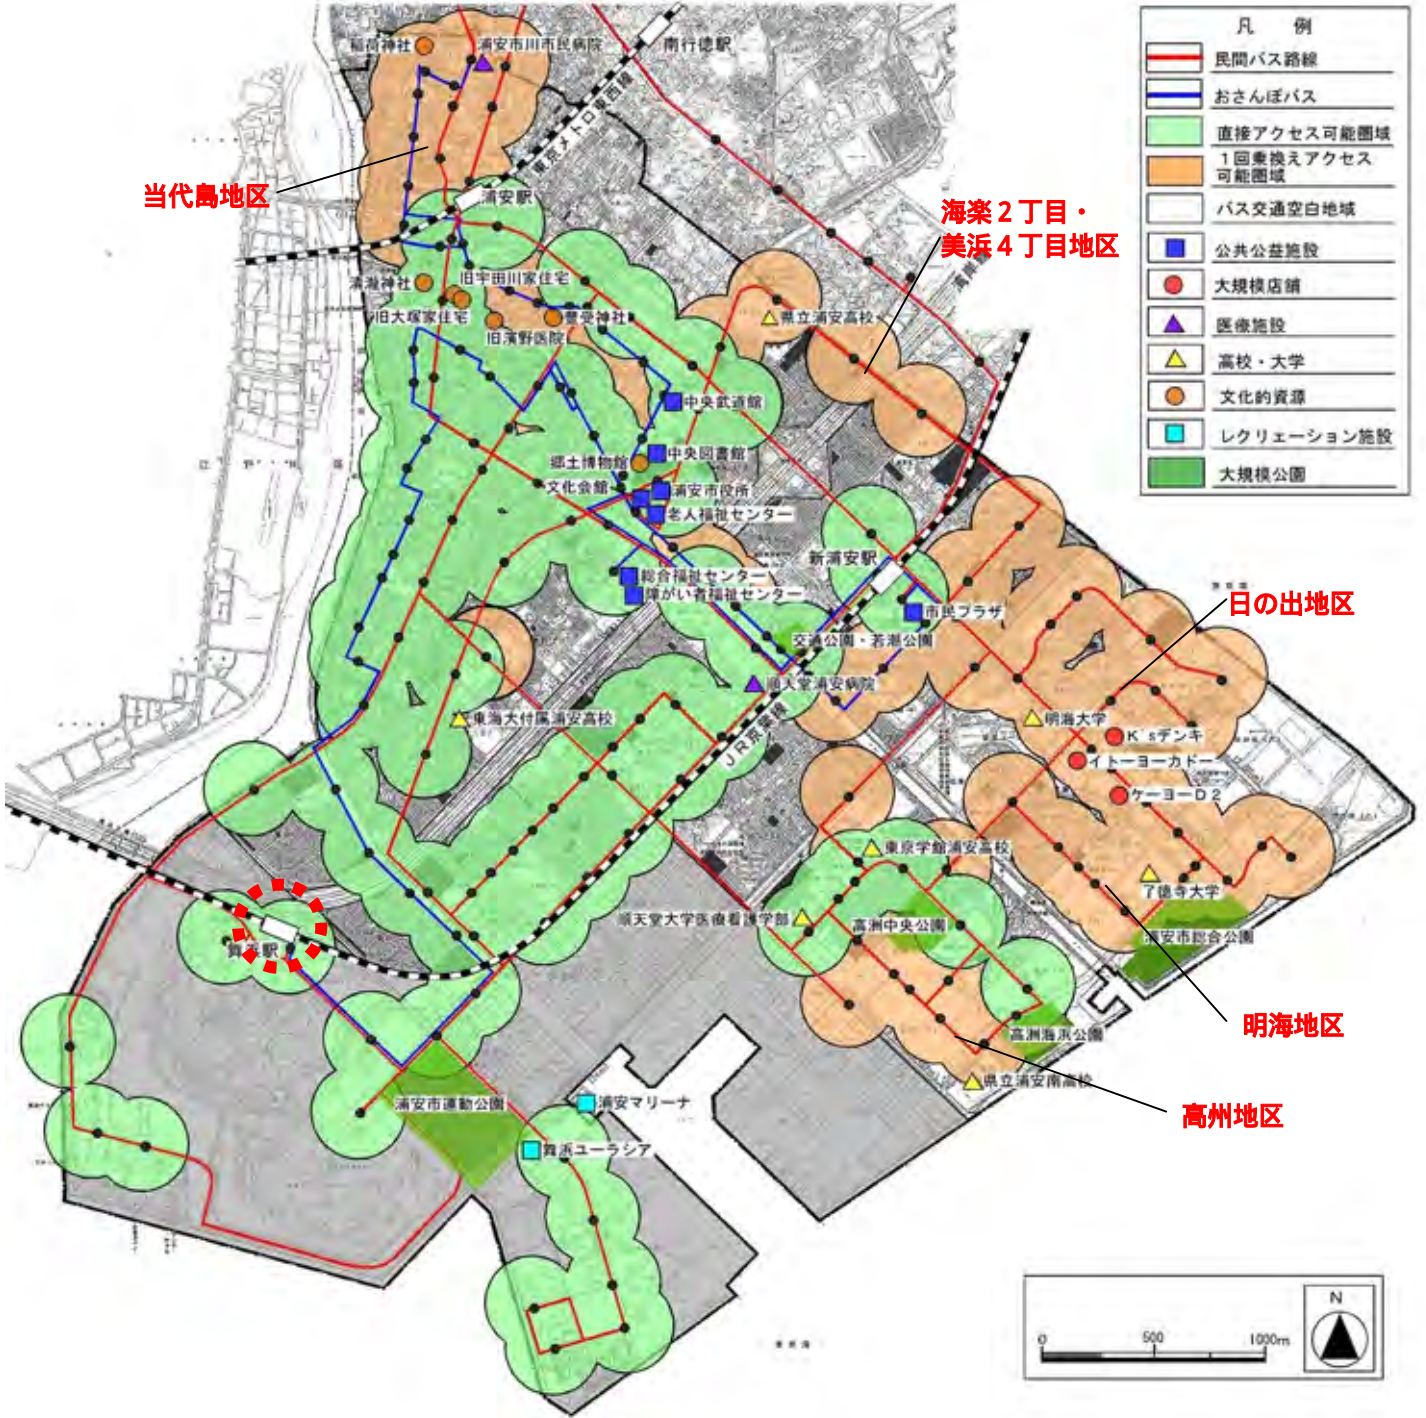 凡 例
民間バス路線
おさんぽバス
直接アクセス可能圏域
1回乗換えアクセス
可能圏域
バス交通空白地域
公共公益施設
大規模店舗
医療施設
高校・大学
文化的資源
レクリエーション施設
大規模公園
稲荷神社
浦安市川市民病院
南行徳駅
東京メトロ東西線
当代島地区
浦安駅
海楽2丁目・
美浜4丁目地区
清瀧神社
旧宇田川家住宅
旧大塚家住宅
豊受神社
旧濱野医院
県立浦安高校
中央武道館
中央図書館
郷土博物館
文化会館
浦安市役所
老人福祉センター
新浦安駅
総合福祉センター
障がい者福祉センター
市民プラザ
日の出地区
交通公園・若潮公園
順天堂浦安病院
東海大付属浦安高校
明海大学
K'sデンキ
JR京葉線
イトーヨーカドー
ケーヨーD2
東京学館浦安高校
了徳寺大学
順天堂大学医療看護学部
高洲中央公園
浦安市総合公園
舞浜駅
明海地区
高洲海浜公園
県立浦安南高校
浦安市運動公園
浦安マリーナ
高州地区
舞浜ユーラシア
N
0 500 1000m